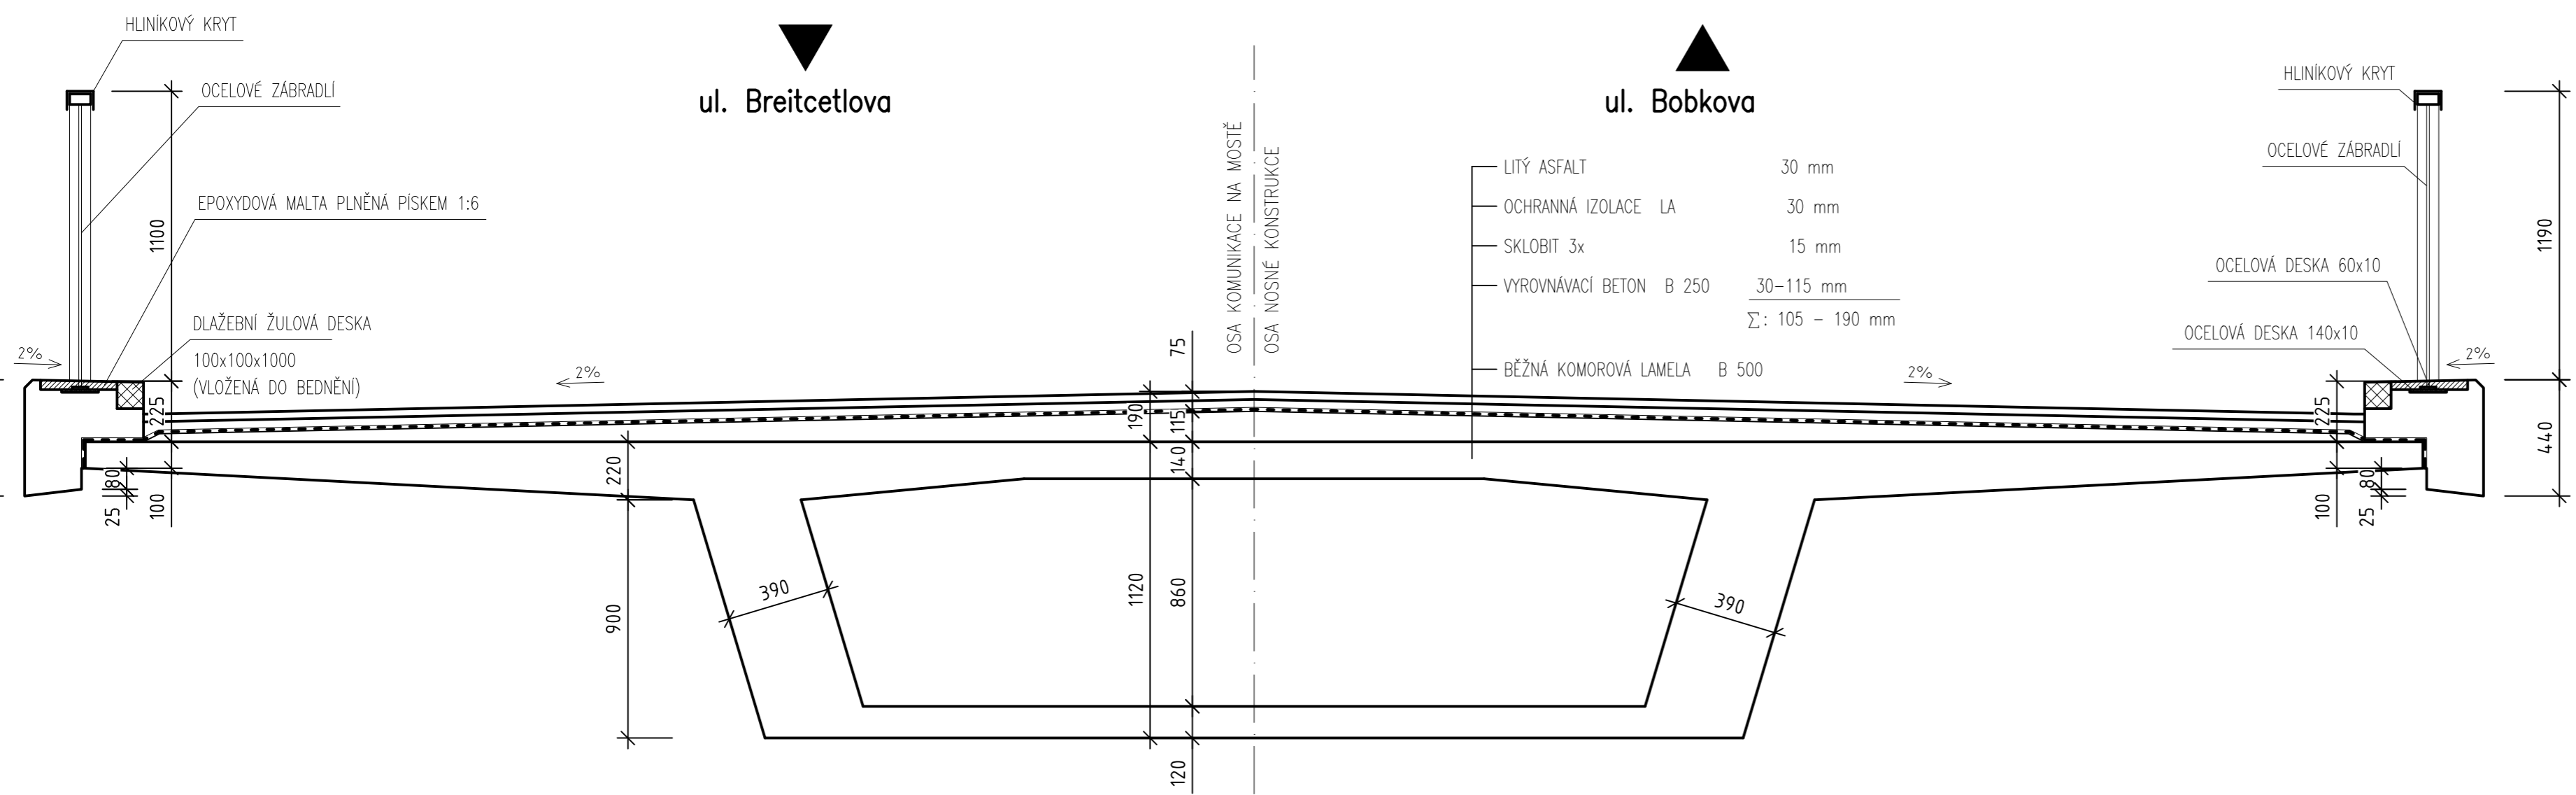 HLINÍKOVÝ KRYT
OCELOVÉ ZÁBRADLÍ
EPOXYDOVÁ MALTA PLNĚNÁ PÍSKEM 1:6
1100
DLAŽEBNÍ ŽULOVÁ DESKA
100x100x1000
(VLOŽENÁ DO BEDNĚNÍ)
2%
225
80
25
100
ul. Breitcetlova
2%
220
900
390
OSA KOMUNIKACE NA MOSTĚ
OSA NOSNÉ KONSTRUKCE
75
190
115
140
1120
860
120
ul. Bobkova
LITÝ ASFALT 30 mm
OCHRANNÁ IZOLACE LA 30 mm
SKLOBIT 3x 15 mm
VYROVNÁVACÍ BETON B 250 30-115 mm
∑: 105 - 190 mm
BĚŽNÁ KOMOROVÁ LAMELA B 500
2%
390
HLINÍKOVÝ KRYT
OCELOVÉ ZÁBRADLÍ
OCELOVÁ DESKA 60x10
OCELOVÁ DESKA 140x10
2%
1190
440
225
80
25
100